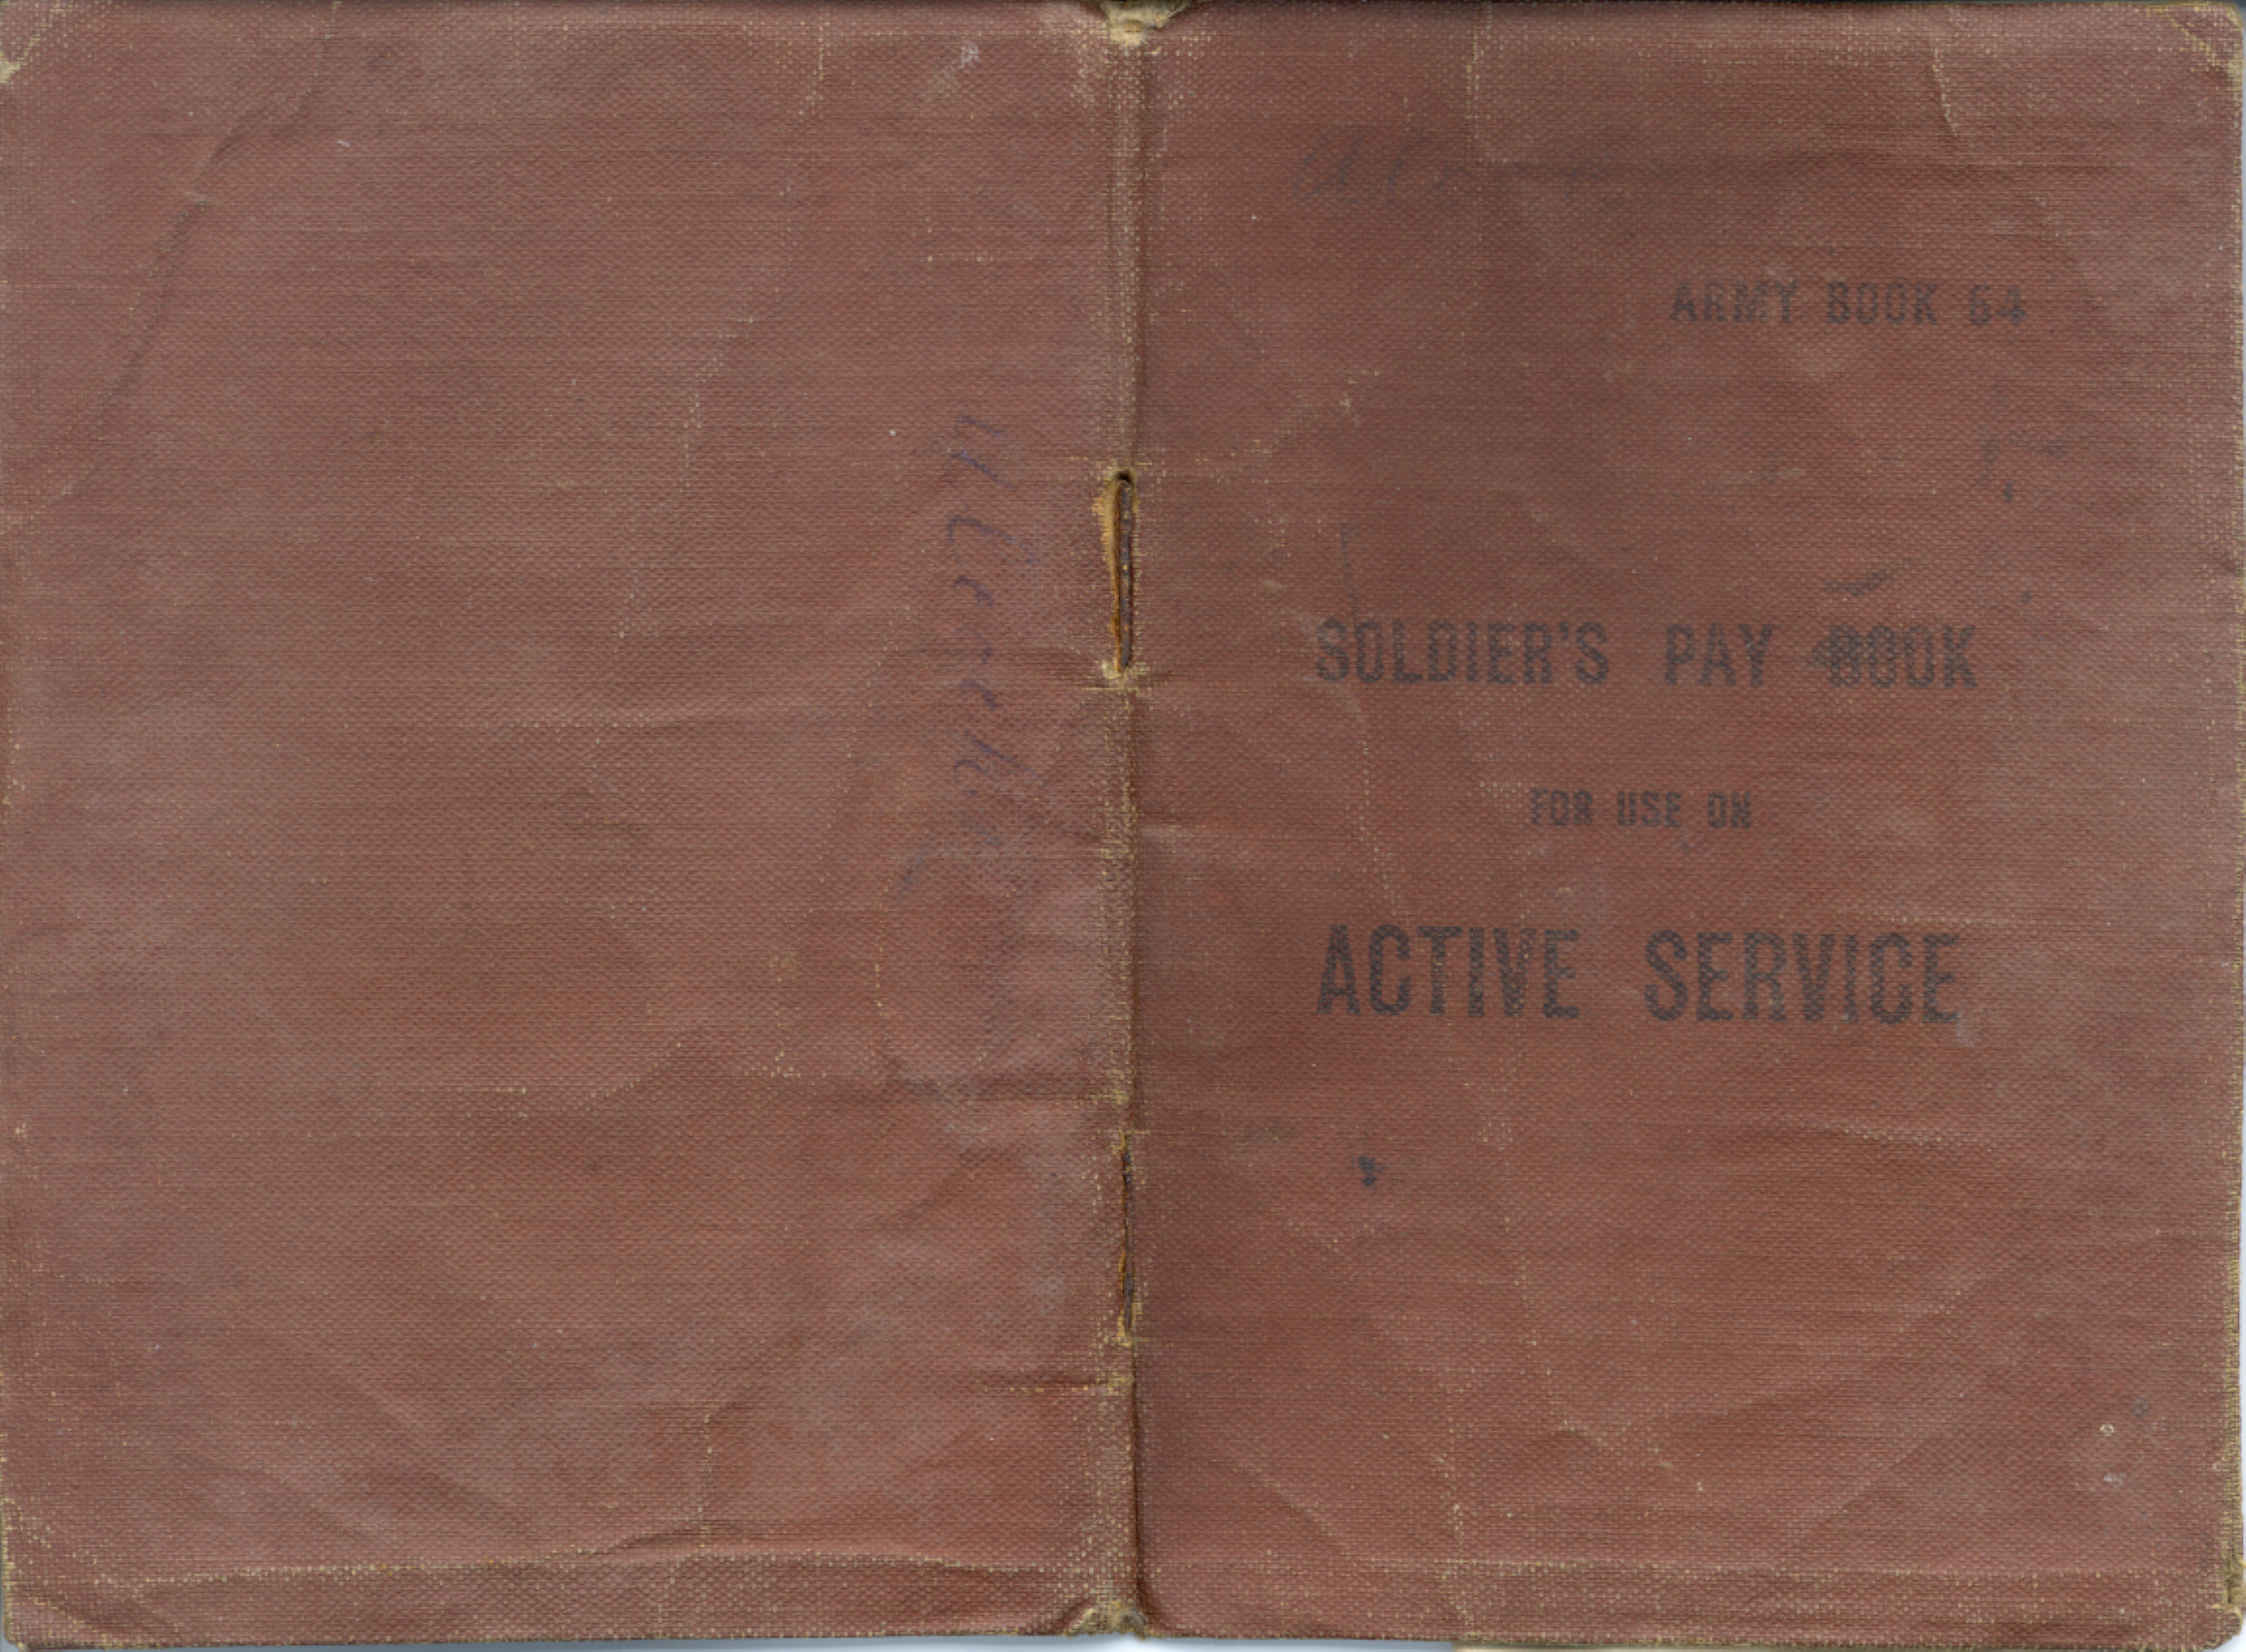 ARMY BOOK 64
SOLDIER'S PAY BOOK
FOR USE ON
ACTIVE SERVICE